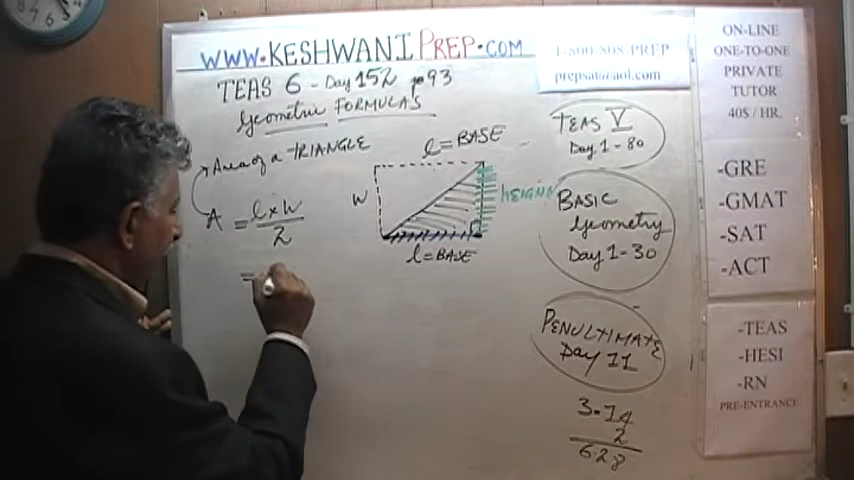 WWW.KESHWANIPREP.COM
TEAS 6 - Day 152
93
Geometric FORMULAS
Area of a TRIANGLE
A = l×W
2
=
l = BASE
W
HEIGHT
l = BASE
1-800-808-PREP
prepsat@aol.com
TEAS V
Day 1-80
BASIC
Geometry
Day 1-30
PENULTIMATE
Day 11
3.14
2
6.28
ON-LINE
ONE-TO-ONE
PRIVATE
TUTOR
40$ / HR.
-GRE
-GMAT
-SAT
-ACT
-TEAS
-HESI
-RN
PRE-ENTRANCE